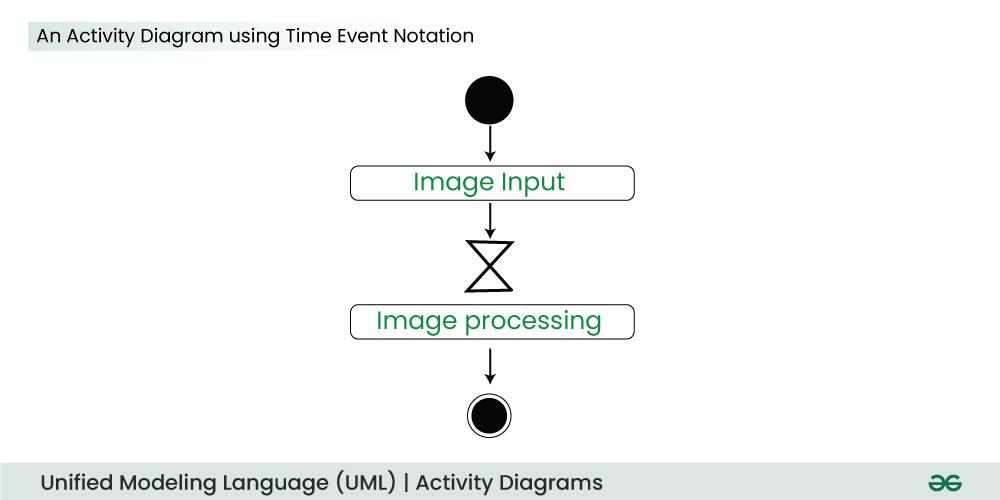 An Activity Diagram using Time Event Notation
Image Input
Image processing
Unified Modeling Language (UML) | Activity Diagrams